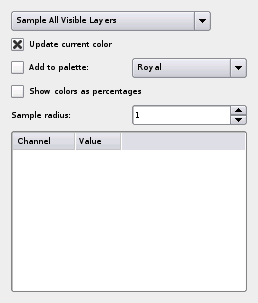 Sample All Visible Layers
Update current color
Add to palette: Royal
Show colors as percentages
Sample radius: 1
Channel Value